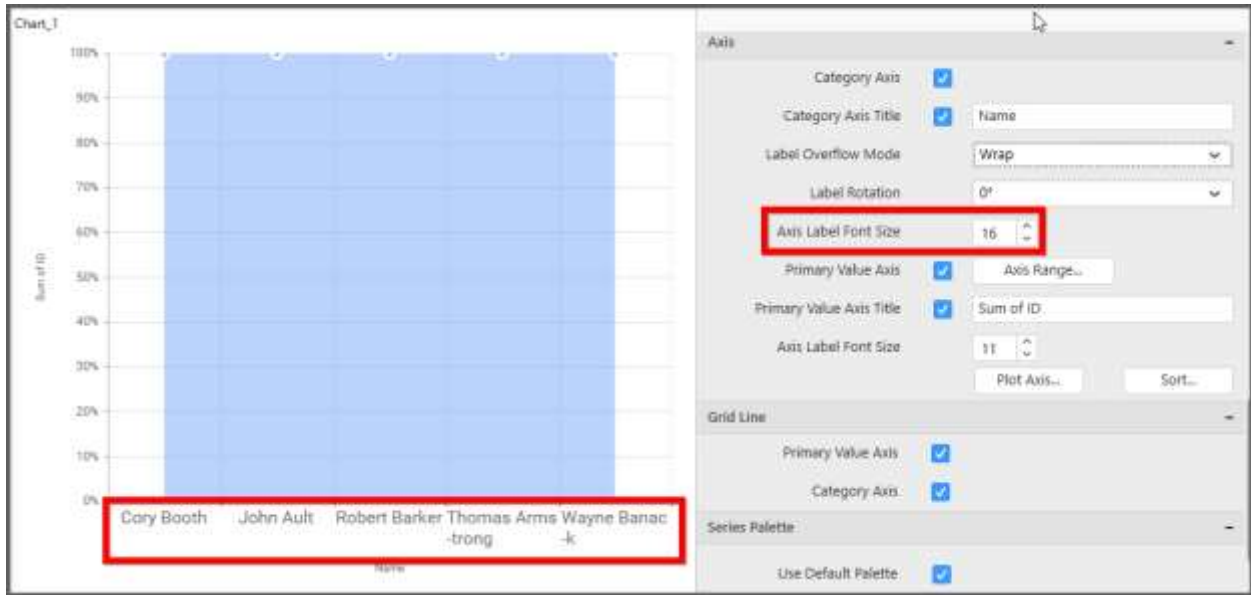 Chart_1
100%
90%
80%
70%
60%
50%
40%
30%
20%
10%
0%
Sum of ID
Cory Booth
John Ault
Robert Barker
Thomas Arms
-trong
Wayne Banac
-k
Name
Axis
Category Axis
Category Axis Title Name
Label Overflow Mode Wrap
Label Rotation 0°
Axis Label Font Size 16
Primary Value Axis Axis Range...
Primary Value Axis Title Sum of ID
Axis Label Font Size 11
Plot Axis... Sort...
Grid Line
Primary Value Axis
Category Axis
Series Palette
Use Default Palette